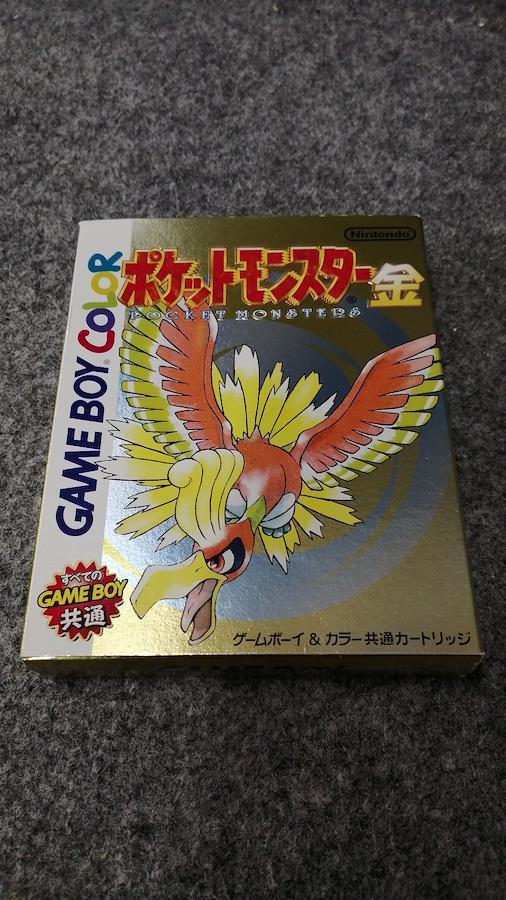 Nintendo
ポケットモンスター金
®
POCKET MONSTERS
GAME BOY COLOR
®
すべての
GAME BOY
共通
ゲームボーイ & カラー共通カートリッジ